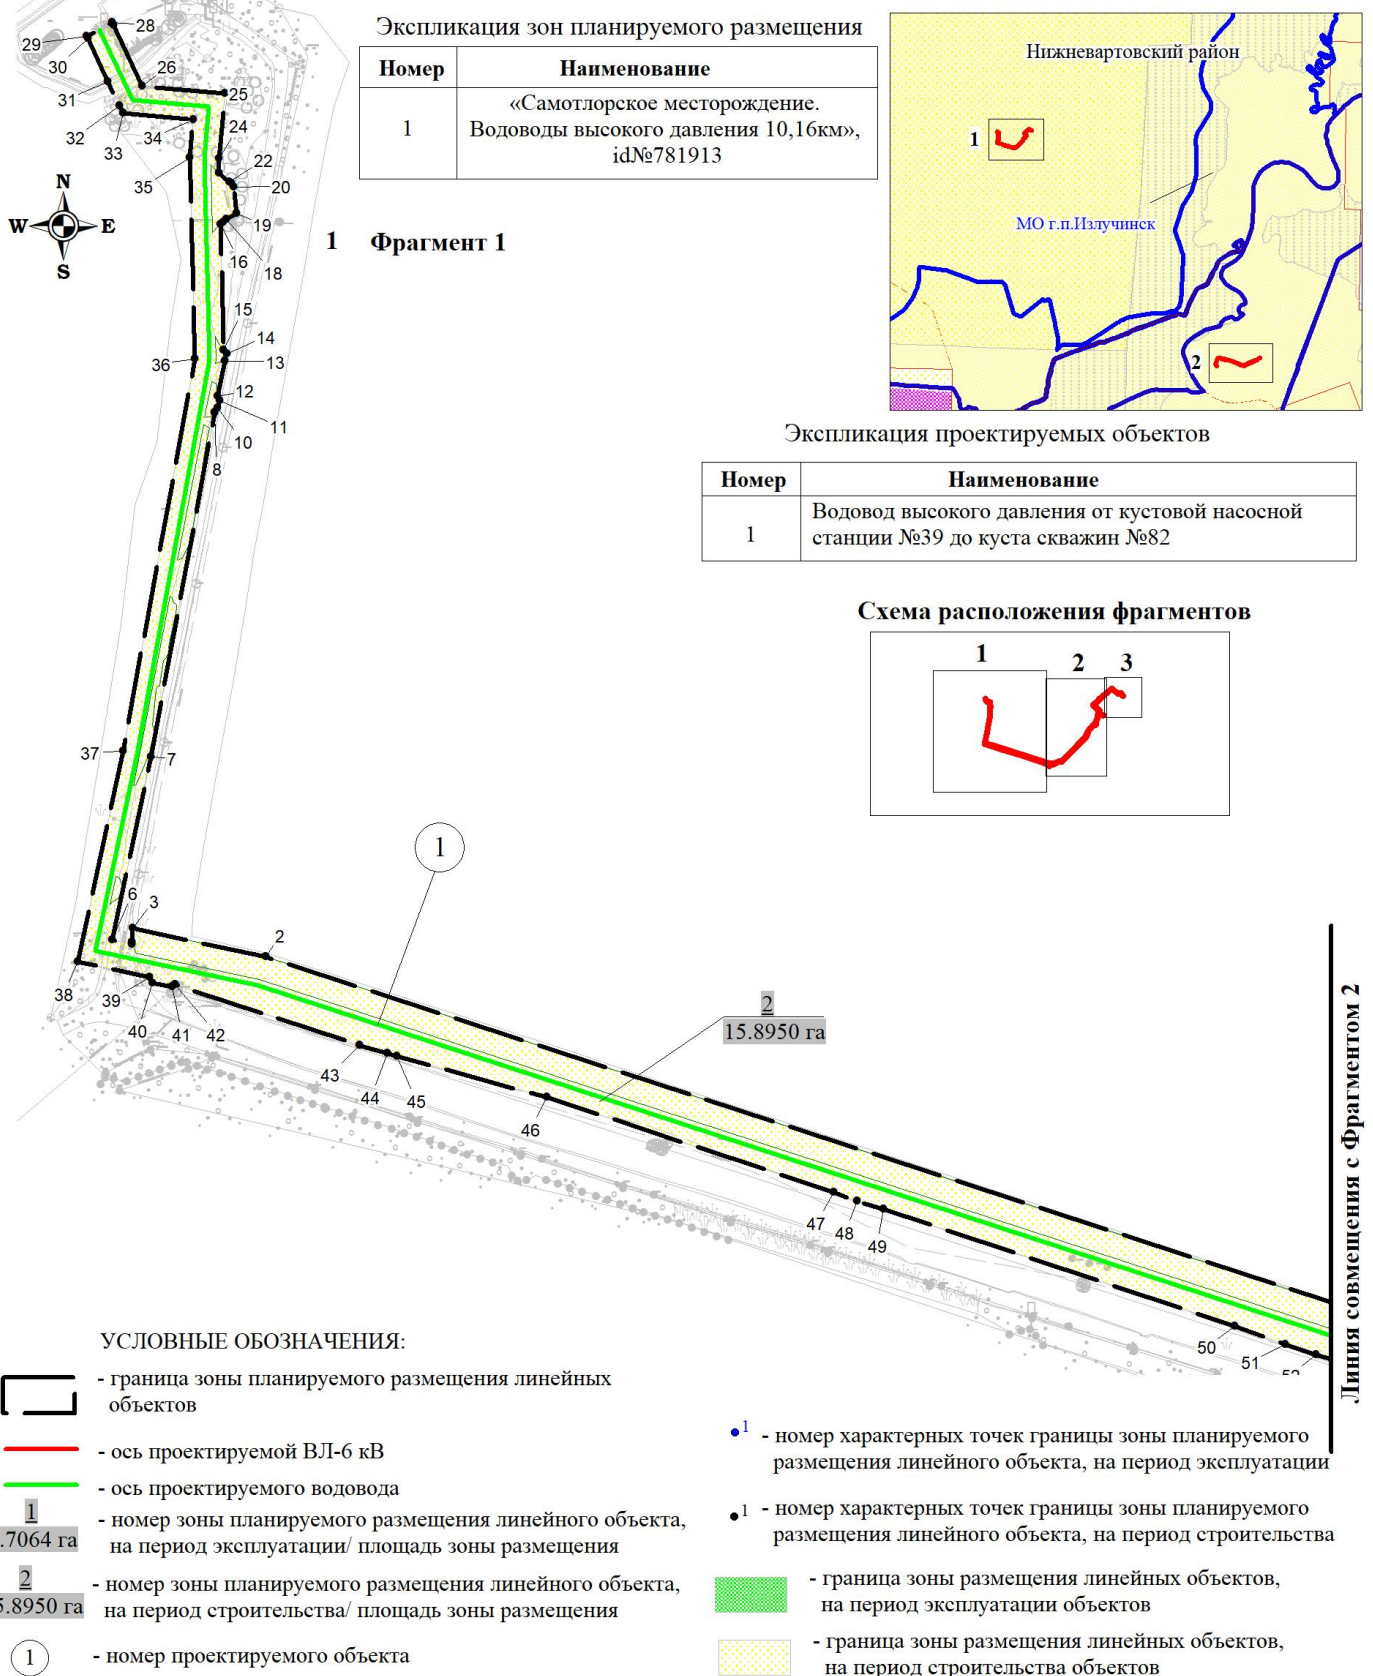 Экспликация зон планируемого размещения
Номер Наименование
1 «Самотлорское месторождение.
Водоводы высокого давления 10,16км»,
id№781913
Нижневартовский район
1
МО г.п.Излучинск
2
28
29
30
26
31
25
32
33
34
24
22
35
20
19
16
18
N
W E
S
1 Фрагмент 1
15
14
36
13
12
11
10
8
Экспликация проектируемых объектов
Номер Наименование
1 Водовод высокого давления от кустовой насосной
станции №39 до куста скважин №82
Схема расположения фрагментов
1 2 3
37
7
1
6
3
2
38
39
40
41
42
2
15.8950 га
43
44
45
46
47
48
49
50
51
Линия совмещения с Фрагментом 2
УСЛОВНЫЕ ОБОЗНАЧЕНИЯ:
- граница зоны планируемого размещения линейных
объектов
- ось проектируемой ВЛ-6 кВ
- ось проектируемого водовода
1
.7064 га
- номер зоны планируемого размещения линейного объекта,
на период эксплуатации/ площадь зоны размещения
2
5.8950 га
- номер зоны планируемого размещения линейного объекта,
на период строительства/ площадь зоны размещения
1 - номер проектируемого объекта
1 - номер характерных точек границы зоны планируемого
размещения линейного объекта, на период эксплуатации
1 - номер характерных точек границы зоны планируемого
размещения линейного объекта, на период строительства
- граница зоны размещения линейных объектов,
на период эксплуатации объектов
- граница зоны размещения линейных объектов,
на период строительства объектов